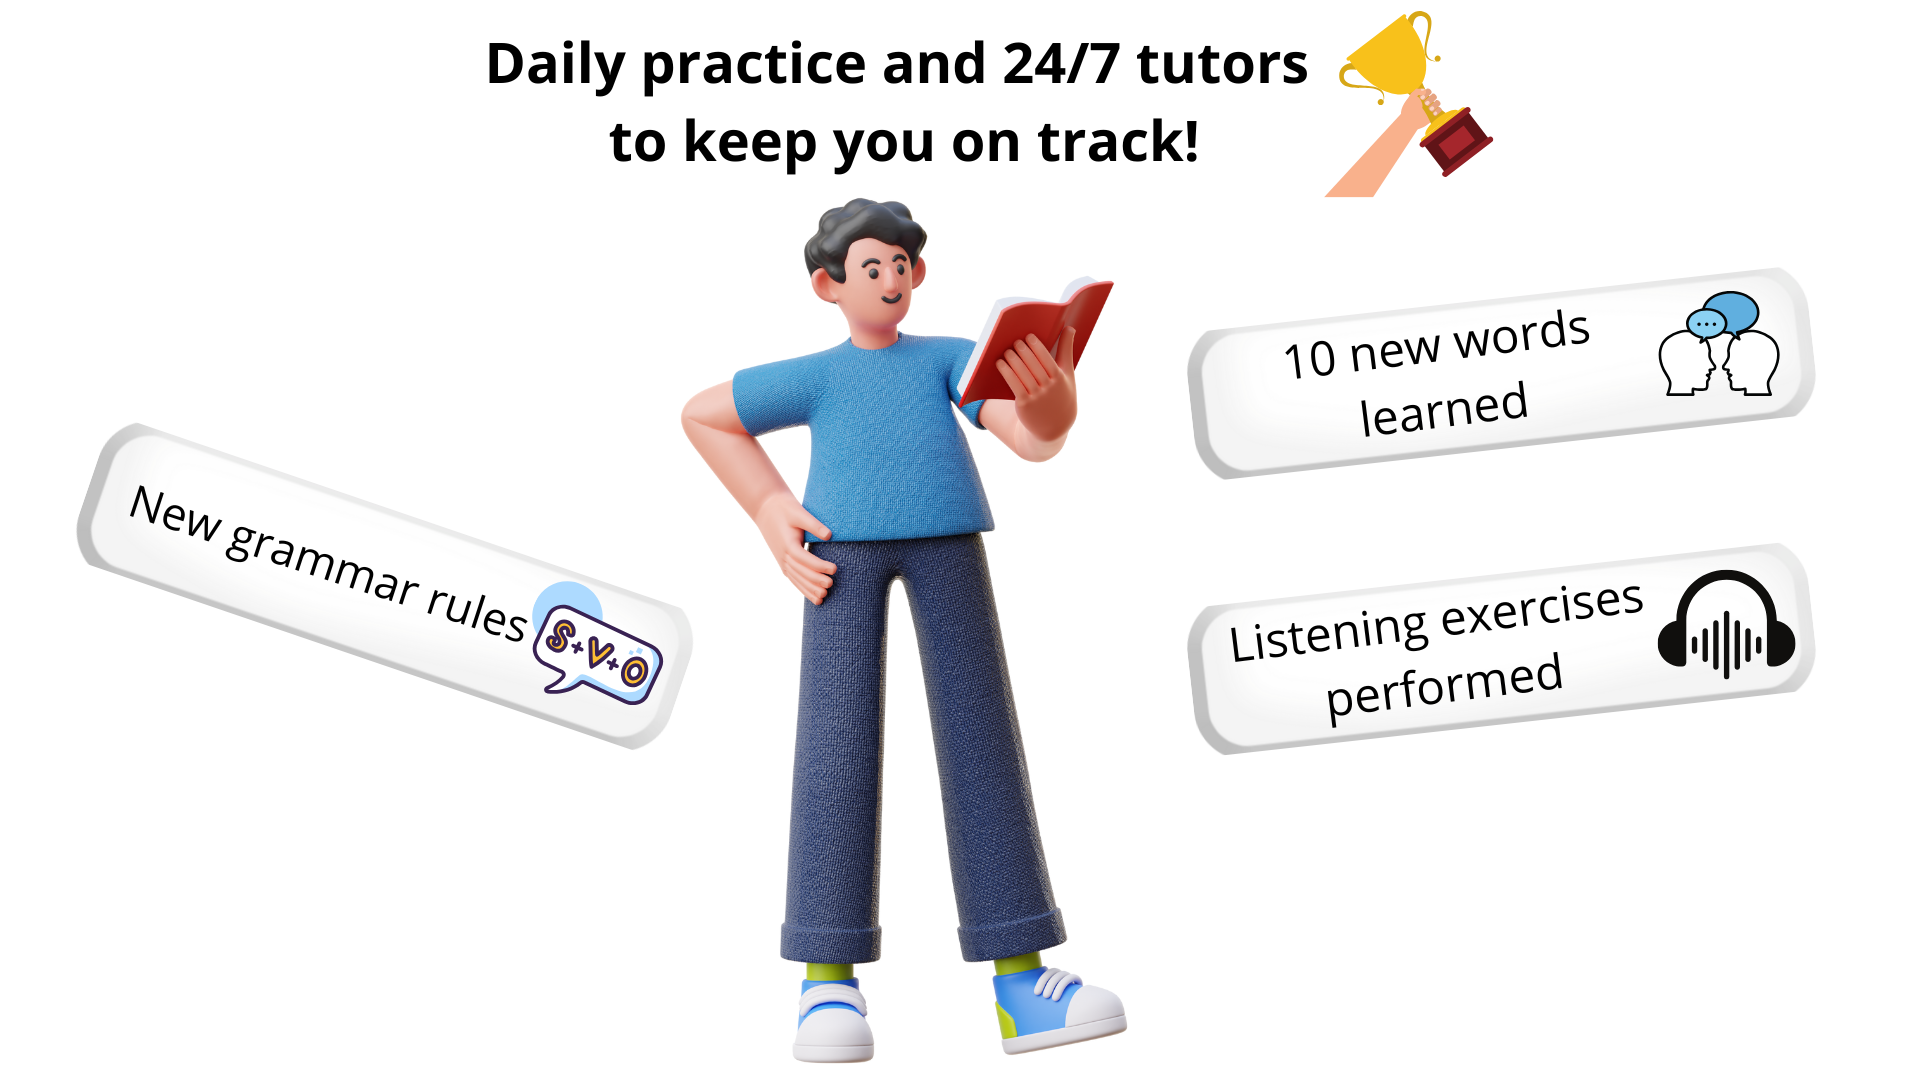 Daily practice and 24/7 tutors
to keep you on track!
New grammar rules
S+V+O
10 new words
learned
Listening exercises
performed